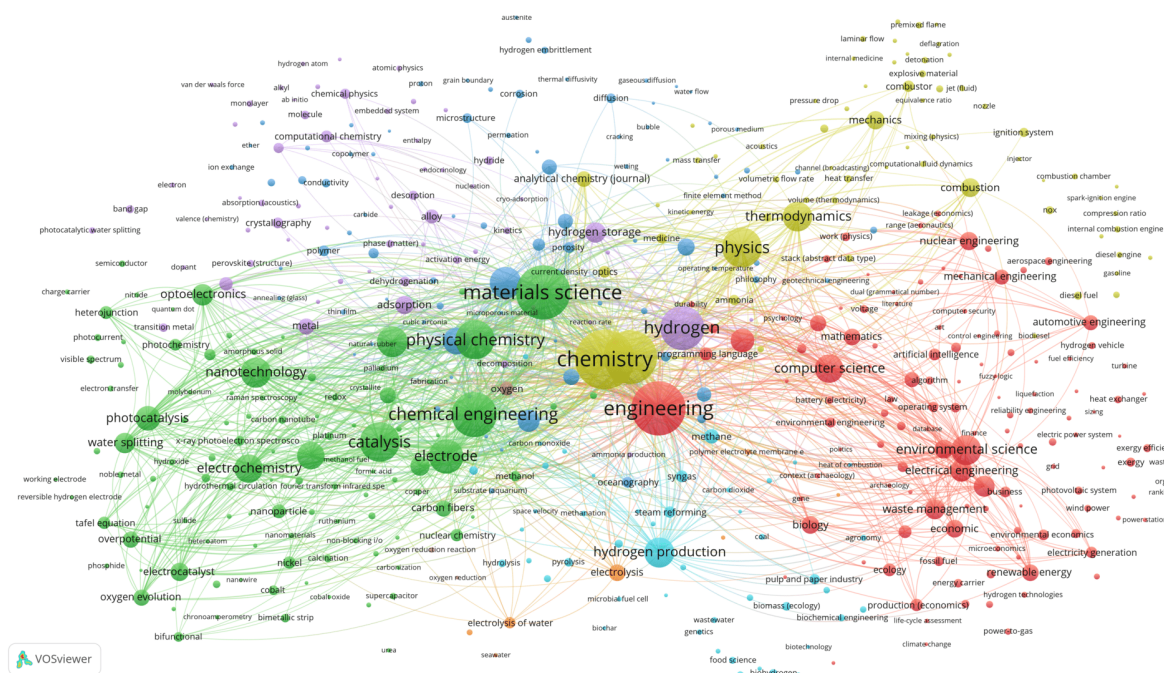 austenite
premixed flame
laminar flow
deflagration
hydrogen embrittlement
internal medicine
detonation
hydrogen atom
atomic physics
explosive material
van der waals force
alkyl
proton
grain boundary
thermal diffusivity
gaseous diffusion
combustor
jet (fluid)
chemical physics
ab initio
corrosion
water flow
monolayer
embedded system
diffusion
pressure drop
equivalence ratio
nozzle
molecule
microstructure
mechanics
computational chemistry
permeation
bubble
porous medium
mixing (physics)
ignition system
ether
enthalpy
cracking
acoustics
copolymer
hydride
mass transfer
injector
ion exchange
endocrinology
wetting
channel (broadcasting)
computational fluid dynamics
electron
conductivity
nucleation
analytical chemistry (journal)
volumetric flow rate
heat transfer
combustion chamber
absorption (acoustics)
desorption
cryo-adsorption
finite element method
volume (thermodynamics)
combustion
spark-ignition engine
band gap
carbide
alloy
kinetic energy
thermodynamics
leakage (economics)
nox
compression ratio
valence (chemistry)
crystallography
kinetics
hydrogen storage
medicine
range (aeronautics)
internal combustion engine
photocatalytic water splitting
phase (matter)
porosity
physics
work (physics)
nuclear engineering
polymer
activation energy
stack (abstract data type)
diesel engine
semiconductor
perovskite (structure)
current density
optics
operating temperature
aerospace engineering
dopant
dehydrogenation
philosophy
geotechnical engineering
mechanical engineering
gasoline
charge carrier
nitride
optoelectronics
annealing (glass)
materials science
dual (grammatical number)
diesel fuel
quantum dot
adsorption
microporous material
durability
ammonia
literature
heterojunction
thin film
voltage
computer security
transition metal
metal
cubic zirconia
reaction rate
hydrogen
psychology
art
automotive engineering
photocurrent
natural rubber
physical chemistry
mathematics
control engineering
biodiesel
photochemistry
amorphous solid
hydrogen vehicle
visible spectrum
palladium
decomposition
chemistry
programming language
artificial intelligence
fuel efficiency
nanotechnology
computer science
turbine
electron transfer
molybdenum
crystallite
fabrication
oxygen
algorithm
fuzzy logic
raman spectroscopy
redox
battery (electricity)
law
liquefaction
heat exchanger
photocatalysis
carbon nanotube
chemical engineering
engineering
operating system
reliability engineering
sizing
environmental engineering
water splitting
x-ray photoelectron spectrosco
platinum
catalysis
carbon monoxide
methane
database
finance
electric power system
methanol fuel
electrode
ammonia production
polymer electrolyte membrane e
politics
environmental science
exergy efficie
hydroxide
electrochemistry
formic acid
heat of combustion
electrical engineering
grid
exergy
wast
noble metal
hydrothermal circulation
fourier transform infrared spe
methanol
syngas
context (archaeology)
working electrode
oceanography
archaeology
photovoltaic system
or
reversible hydrogen electrode
copper
substrate (aquarium)
carbon dioxide
gene
business
rank
nanoparticle
carbon fibers
space velocity
methanation
steam reforming
waste management
wind power
tafel equation
sulfide
ruthenium
biology
economic
power station
overpotential
nanomaterials
non-blocking i/o
nuclear chemistry
coal
agronomy
environmental economics
heteroatom
oxygen reduction reaction
hydrogen production
microeconomics
electricity generation
phosphide
electrocatalyst
nickel
calcination
carbonization
hydrolysis
pyrolysis
fossil fuel
nanowire
cobalt
oxygen reduction
electrolysis
pulp and paper industry
ecology
renewable energy
energy carrier
oxygen evolution
cobalt oxide
supercapacitor
microbial fuel cell
biomass (ecology)
production (economics)
hydrogen technologies
chronoamperometry
bimetallic strip
electrolysis of water
wastewater
biochemical engineering
life-cycle assessment
bifunctional
biochar
genetics
power-to-gas
urea
seawater
biotechnology
climate change
food science
biohydrogen
VOSviewer